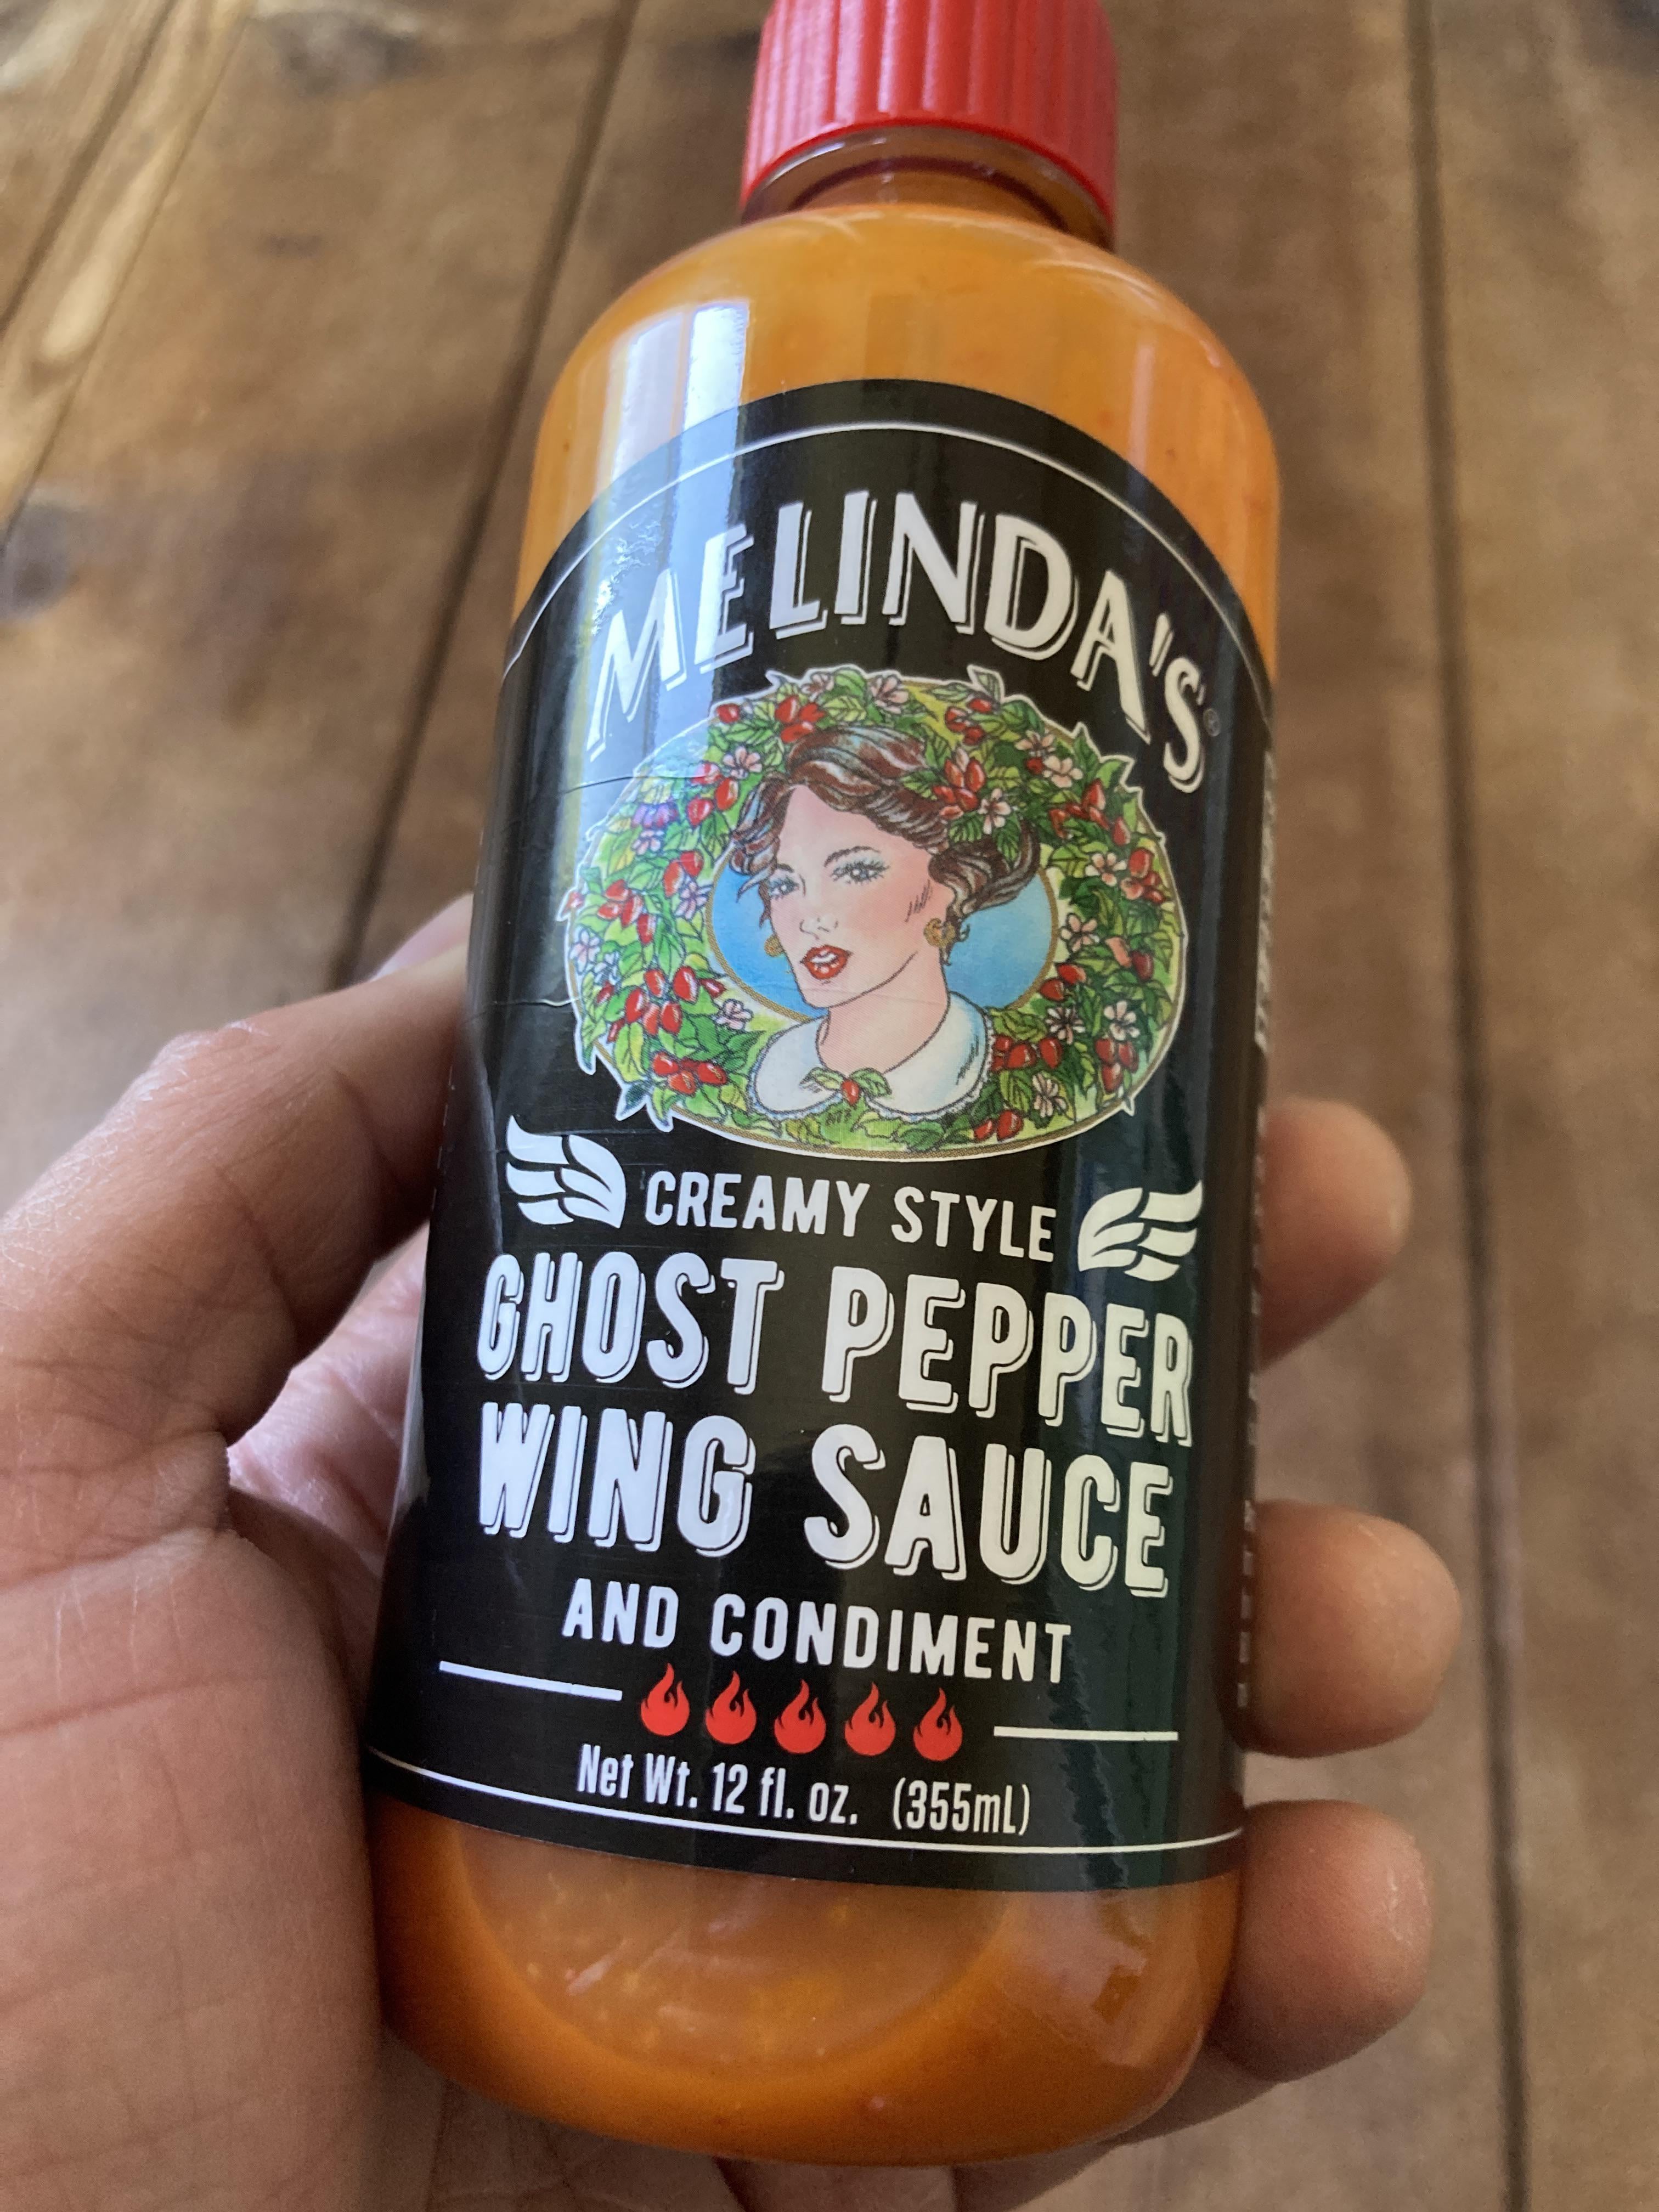 MELINDA'S®
CREAMY STYLE
GHOST PEPPER
WING SAUCE
AND CONDIMENT
Net Wt. 12 fl. oz. (355mL)